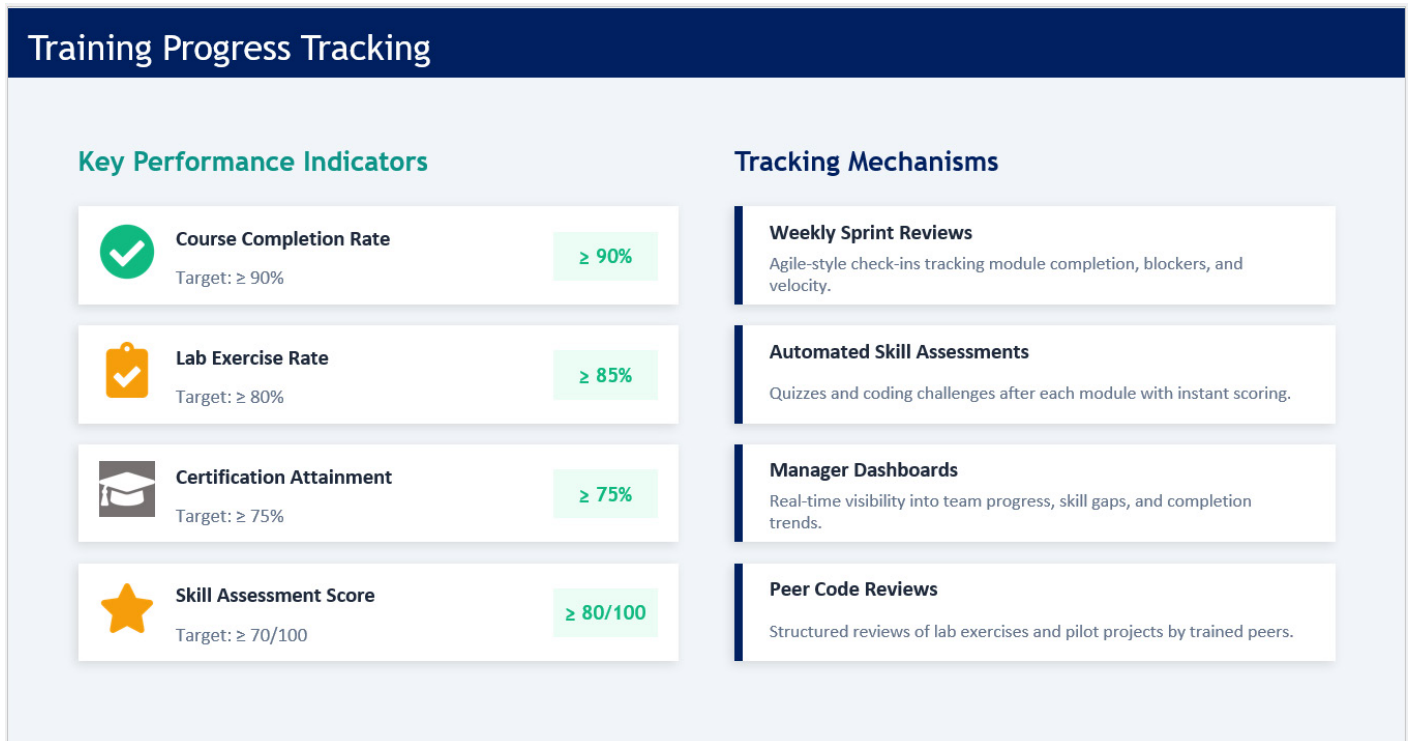 Training Progress Tracking
Key Performance Indicators
Course Completion Rate
Target: ≥ 90%
≥ 90%
Lab Exercise Rate
Target: ≥ 80%
≥ 85%
Certification Attainment
Target: ≥ 75%
≥ 75%
Skill Assessment Score
Target: ≥ 70/100
≥ 80/100
Tracking Mechanisms
Weekly Sprint Reviews
Agile-style check-ins tracking module completion, blockers, and
velocity.
Automated Skill Assessments
Quizzes and coding challenges after each module with instant scoring.
Manager Dashboards
Real-time visibility into team progress, skill gaps, and completion
trends.
Peer Code Reviews
Structured reviews of lab exercises and pilot projects by trained peers.